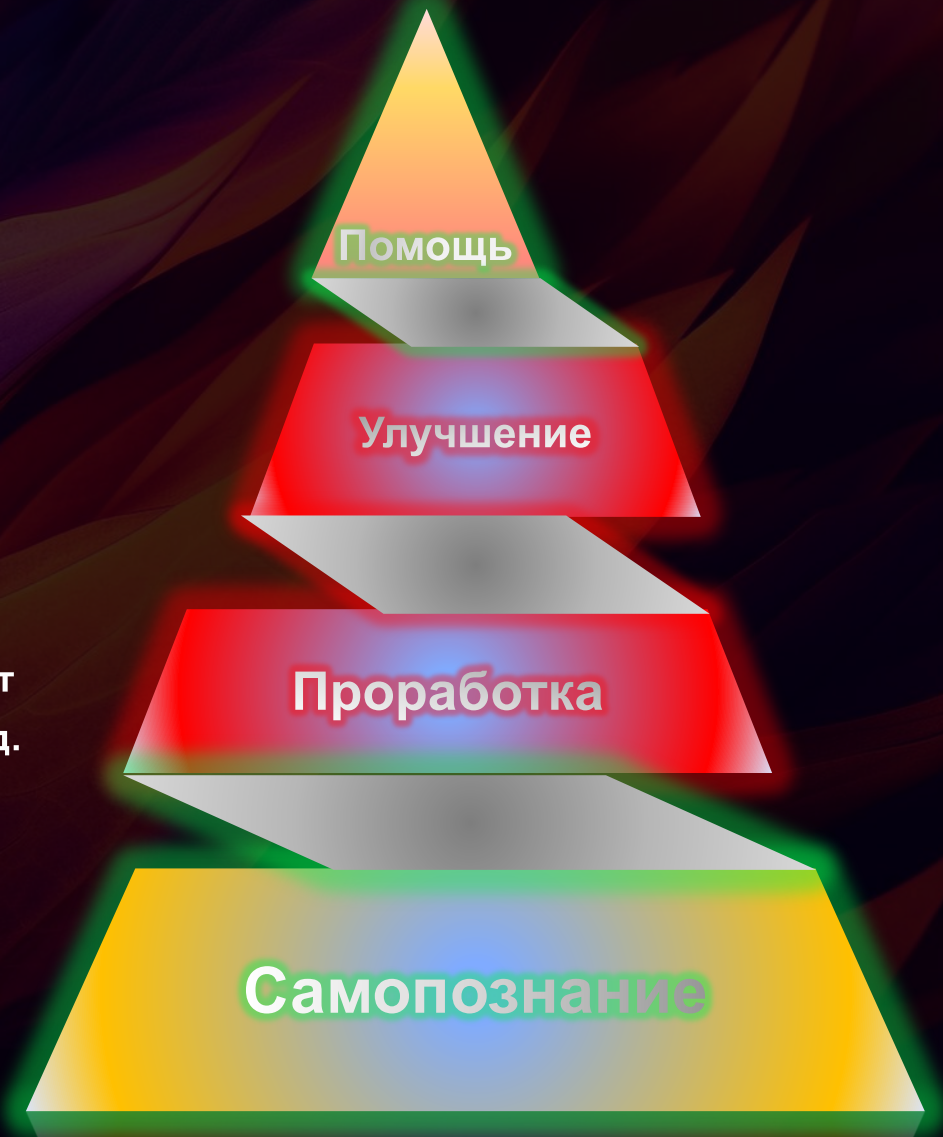 Помощь
Улучшение
т
Проработка
д.
Самопознание